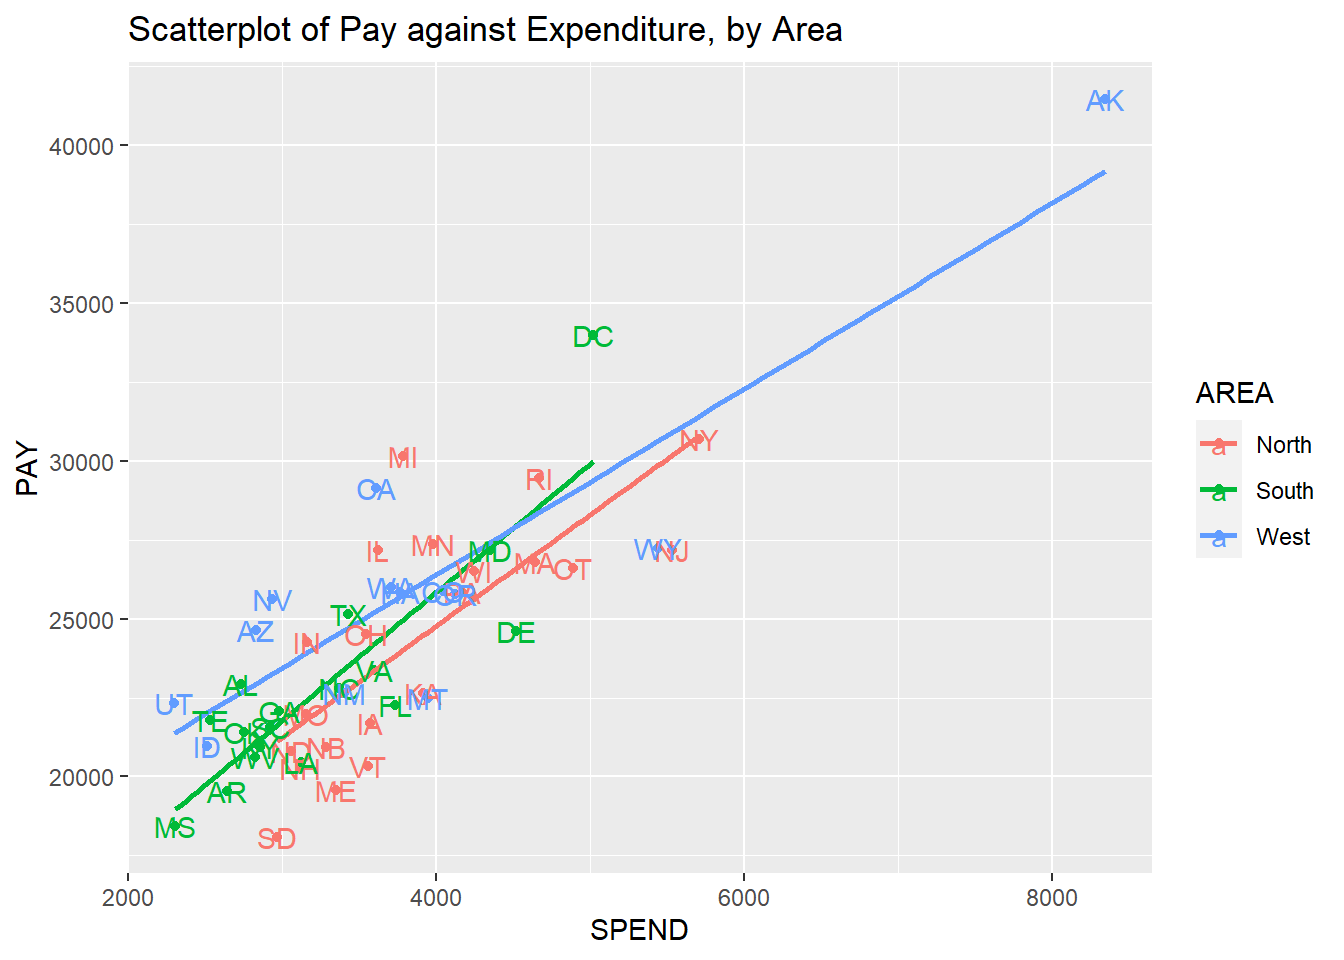 Scatterplot of Pay against Expenditure, by Area
AK
40000
35000
DC
NY
MI
30000
RI
CA
MN
IL
MD
WY
NJ
MA
WI
CT
WA
NV
TX
25000
AZ
IN
OH
DE
VA
AL
NC
NM
KA
MT
UT
FL
TE
GA
MO
IA
ID
WV
LA
ND
NB
NH
VT
20000
AR
ME
MS
SD
2000
4000
6000
8000
SPEND
PAY
AREA
a North
a South
a West